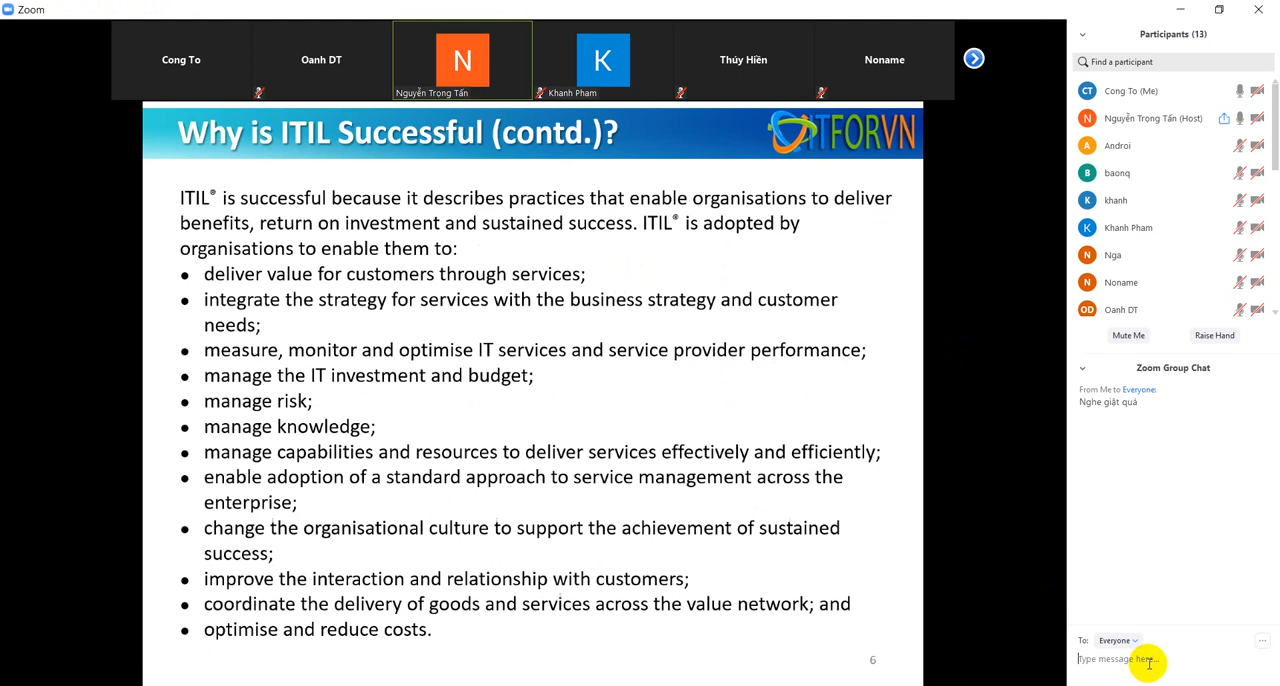 Zoom
Cong To
Oanh DT
N
Nguyễn Trọng Tấn
K
Khanh Pham
Thúy Hiền
Noname
Why is ITIL Successful (contd.)?
ITFORVN
ITIL® is successful because it describes practices that enable organisations to deliver
benefits, return on investment and sustained success. ITIL® is adopted by
organisations to enable them to:
● deliver value for customers through services;
● integrate the strategy for services with the business strategy and customer
needs;
● measure, monitor and optimise IT services and service provider performance;
● manage the IT investment and budget;
● manage risk;
● manage knowledge;
● manage capabilities and resources to deliver services effectively and efficiently;
● enable adoption of a standard approach to service management across the
enterprise;
● change the organisational culture to support the achievement of sustained
success;
● improve the interaction and relationship with customers;
● coordinate the delivery of goods and services across the value network; and
● optimise and reduce costs.
6
Participants (13)
Find a participant
CT Cong To (Me)
N Nguyễn Trọng Tấn (Host)
A Androi
B baonq
K khanh
K Khanh Pham
N Nga
N Noname
OD Oanh DT
Mute Me
Raise Hand
Zoom Group Chat
From Me to Everyone:
Nghe giật quá
To: Everyone
Type message here...